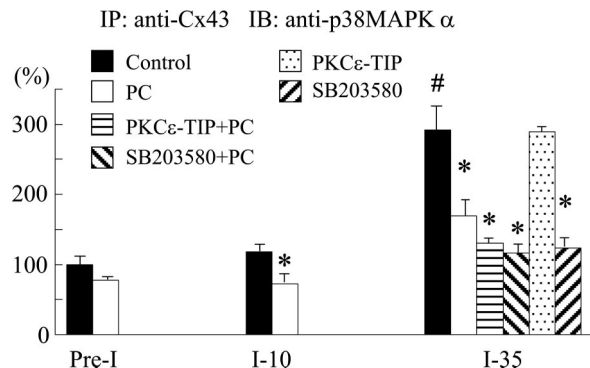 IP: anti-Cx43 IB: anti-p38MAPK α
Control
PC
PKCε-TIP+PC
SB203580+PC
PKCε-TIP
SB203580
(%)
300
200
100
0
#
*
*
*
*
*
Pre-I I-10 I-35